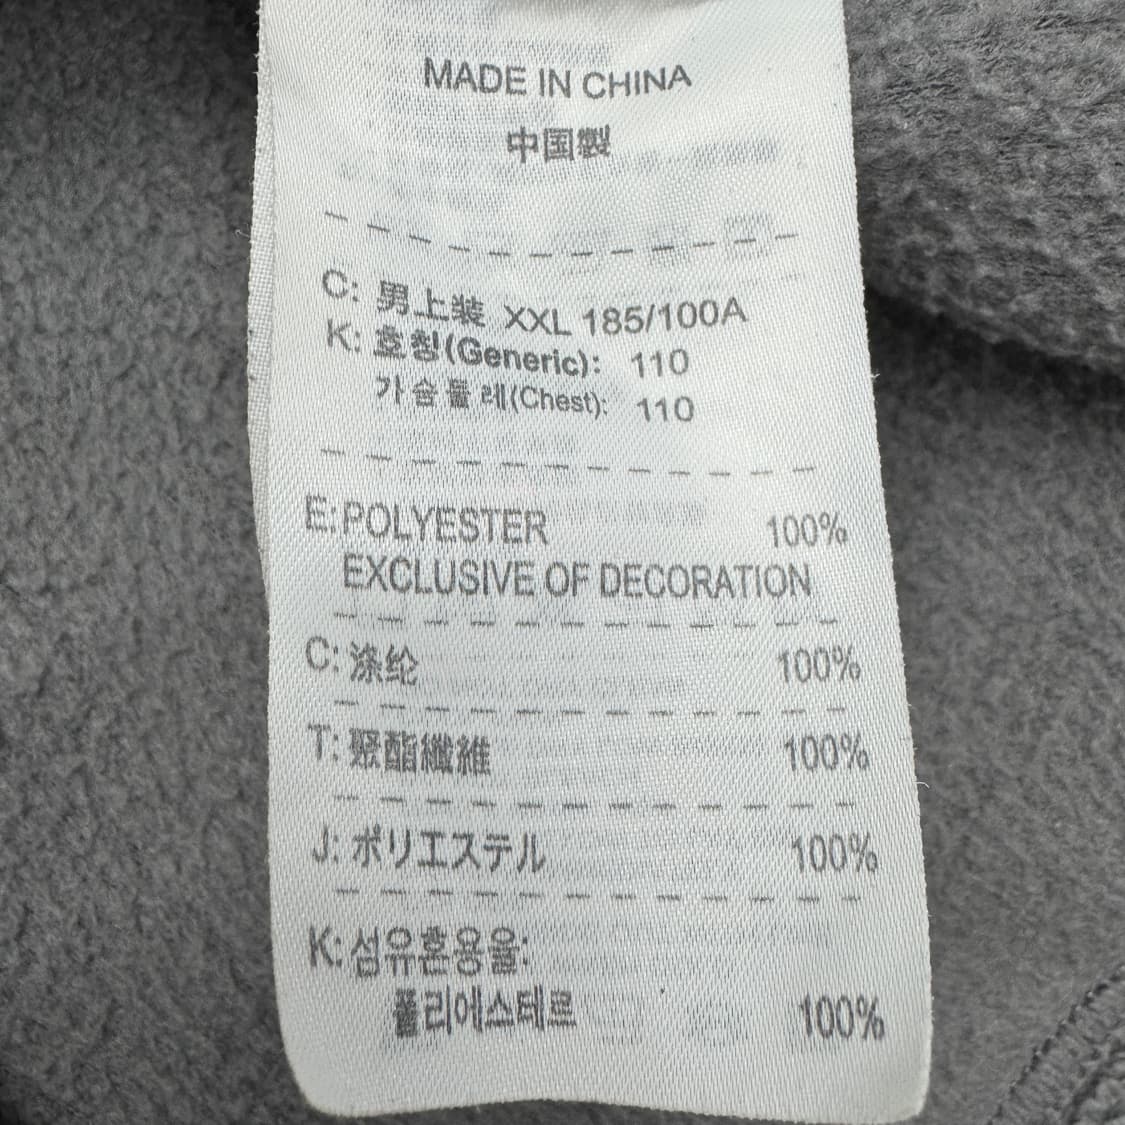 MADE IN CHINA
中国製
C: 男上装 XXL 185/100A
K: 호칭(Generic): 110
가슴둘레(Chest): 110
E: POLYESTER 100%
EXCLUSIVE OF DECORATION
C: 涤纶 100%
T: 聚酯纖維 100%
J: ポリエステル 100%
K: 섬유혼용율:
폴리에스테르 100%